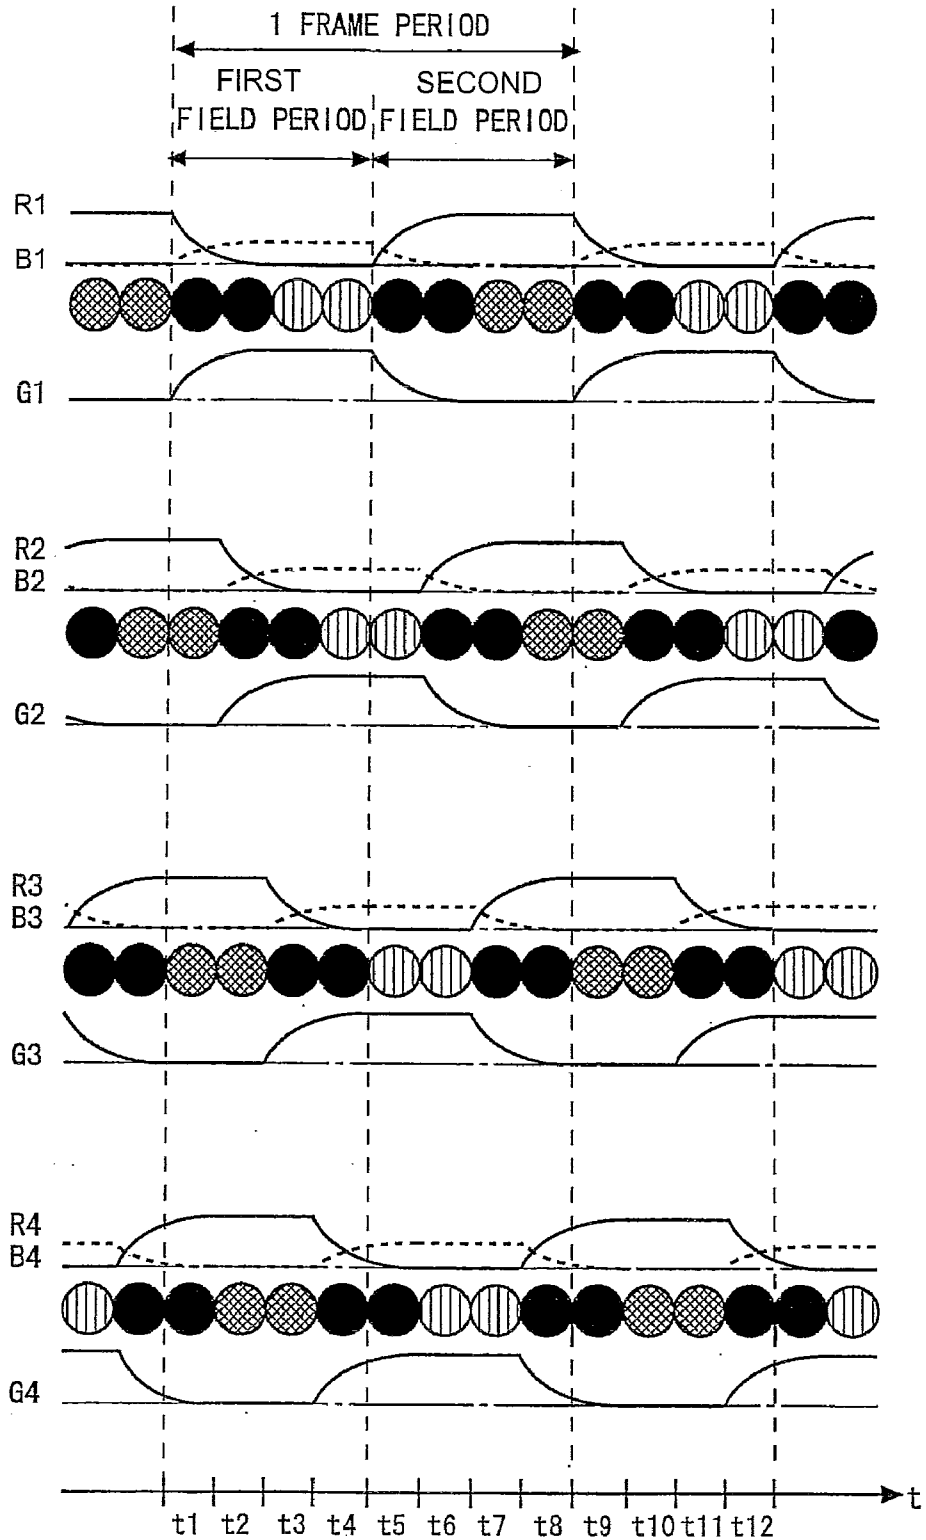 1 FRAME PERIOD
FIRST
FIELD PERIOD
SECOND
FIELD PERIOD
R1
B1
G1
R2
B2
G2
R3
B3
G3
R4
B4
G4
t
t1 t2 t3 t4 t5 t6 t7 t8 t9 t10 t11 t12